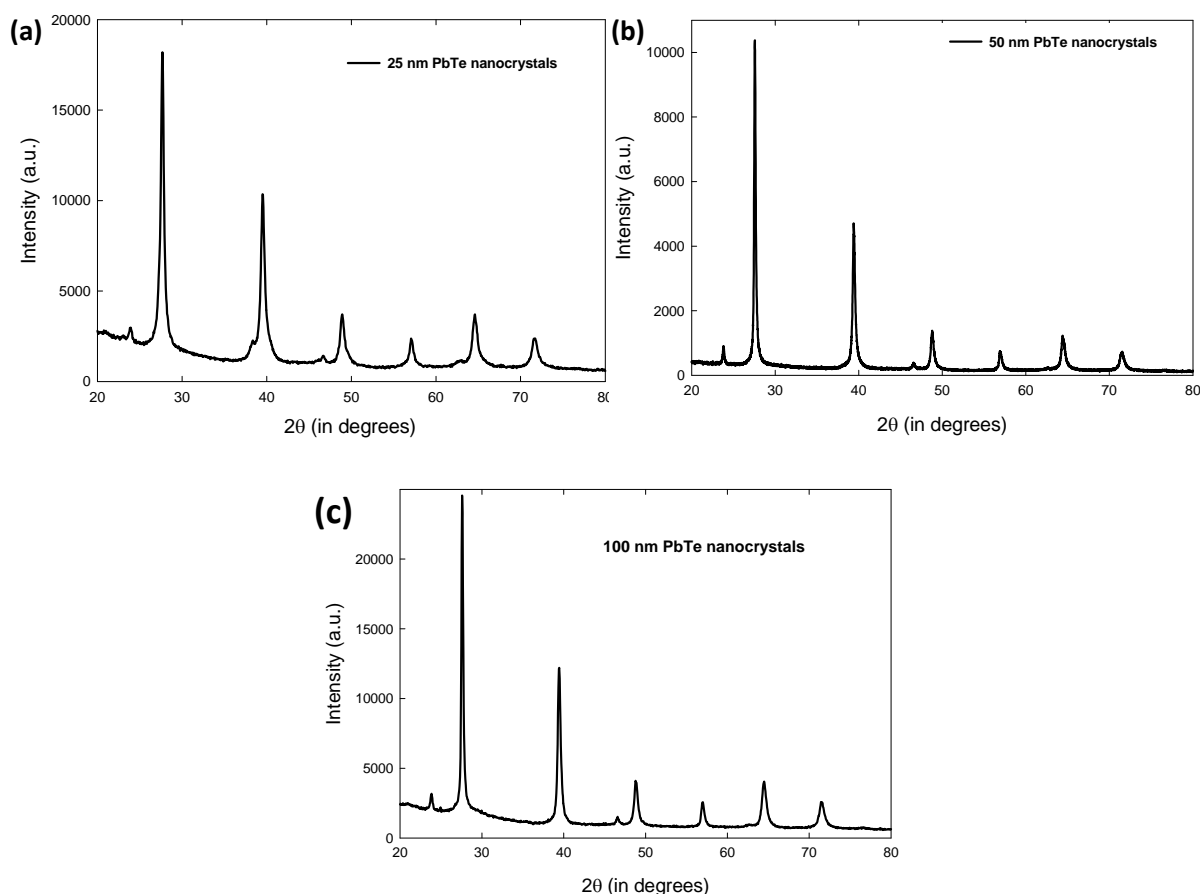 (a)
20000
15000
10000
5000
0
Intensity (a.u.)
25 nm PbTe nanocrystals
20 30 40 50 60 70 80
2θ (in degrees)
(b)
10000
8000
6000
4000
2000
0
Intensity (a.u.)
50 nm PbTe nanocrystals
20 30 40 50 60 70 80
2θ (in degrees)
(c)
20000
15000
10000
5000
0
Intensity (a.u.)
100 nm PbTe nanocrystals
20 30 40 50 60 70 80
2θ (in degrees)